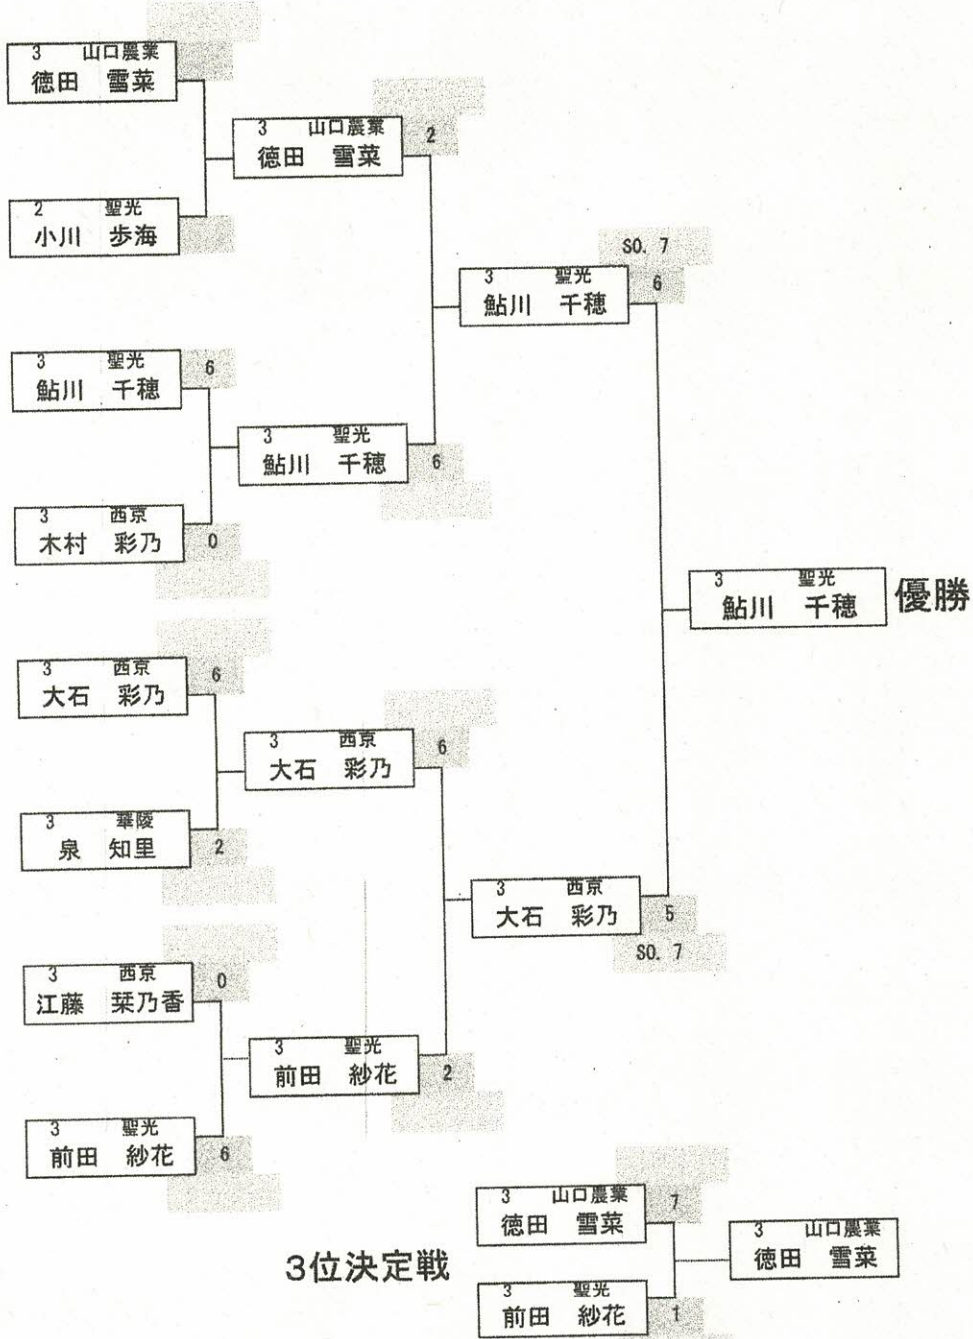 3 山口農業
徳田 雪菜
2 聖光
小川 歩海
3 山口農業
徳田 雪菜
2
3 聖光
鮎川 千穂
6
3 西京
木村 彩乃
0
3 聖光
鮎川 千穂
6
SO. 7
3 聖光
鮎川 千穂
6
3 聖光
鮎川 千穂
優勝
3 西京
大石 彩乃
6
3 華陵
泉 知里
2
3 西京
大石 彩乃
6
3 西京
江藤 栞乃香
0
3 聖光
前田 紗花
6
3 聖光
前田 紗花
2
3 西京
大石 彩乃
5
SO. 7
3位決定戦
3 山口農業
徳田 雪菜
7
3 聖光
前田 紗花
1
3 山口農業
徳田 雪菜